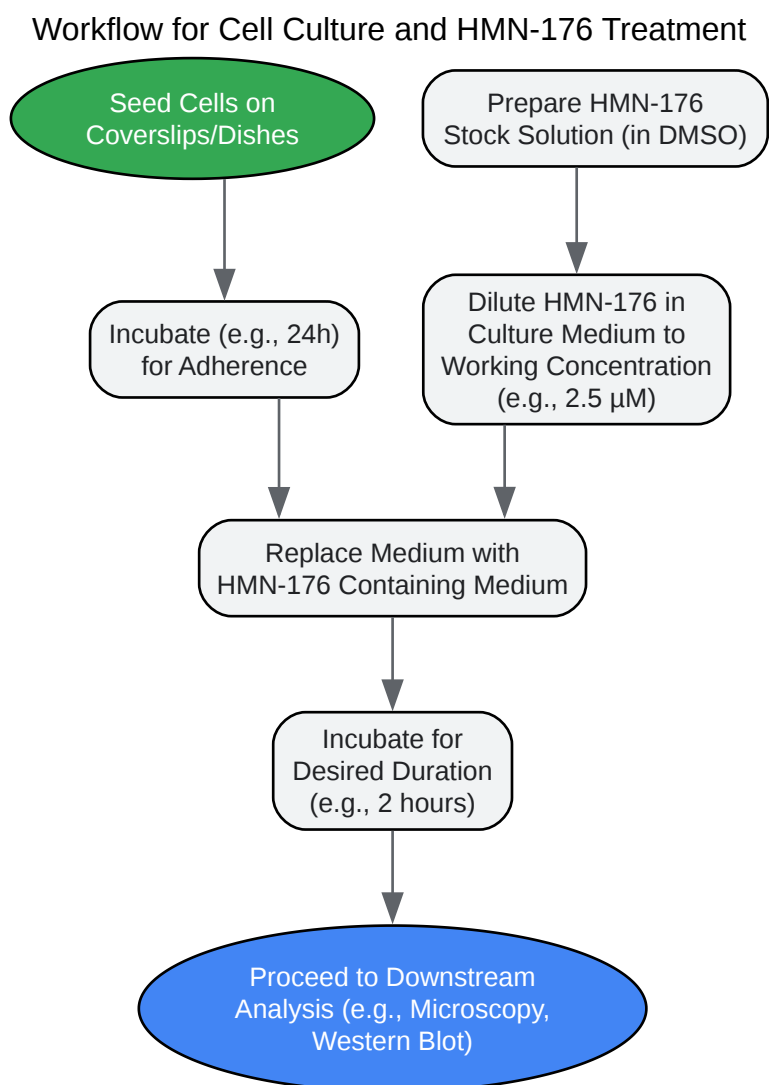 Workflow for Cell Culture and HMN-176 Treatment
Seed Cells on
Coverslips/Dishes
Prepare HMN-176
Stock Solution (in DMSO)
Incubate (e.g., 24h)
for Adherence
Dilute HMN-176 in
Culture Medium to
Working Concentration
(e.g., 2.5 µM)
Replace Medium with
HMN-176 Containing Medium
Incubate for
Desired Duration
(e.g., 2 hours)
Proceed to Downstream
Analysis (e.g., Microscopy,
Western Blot)